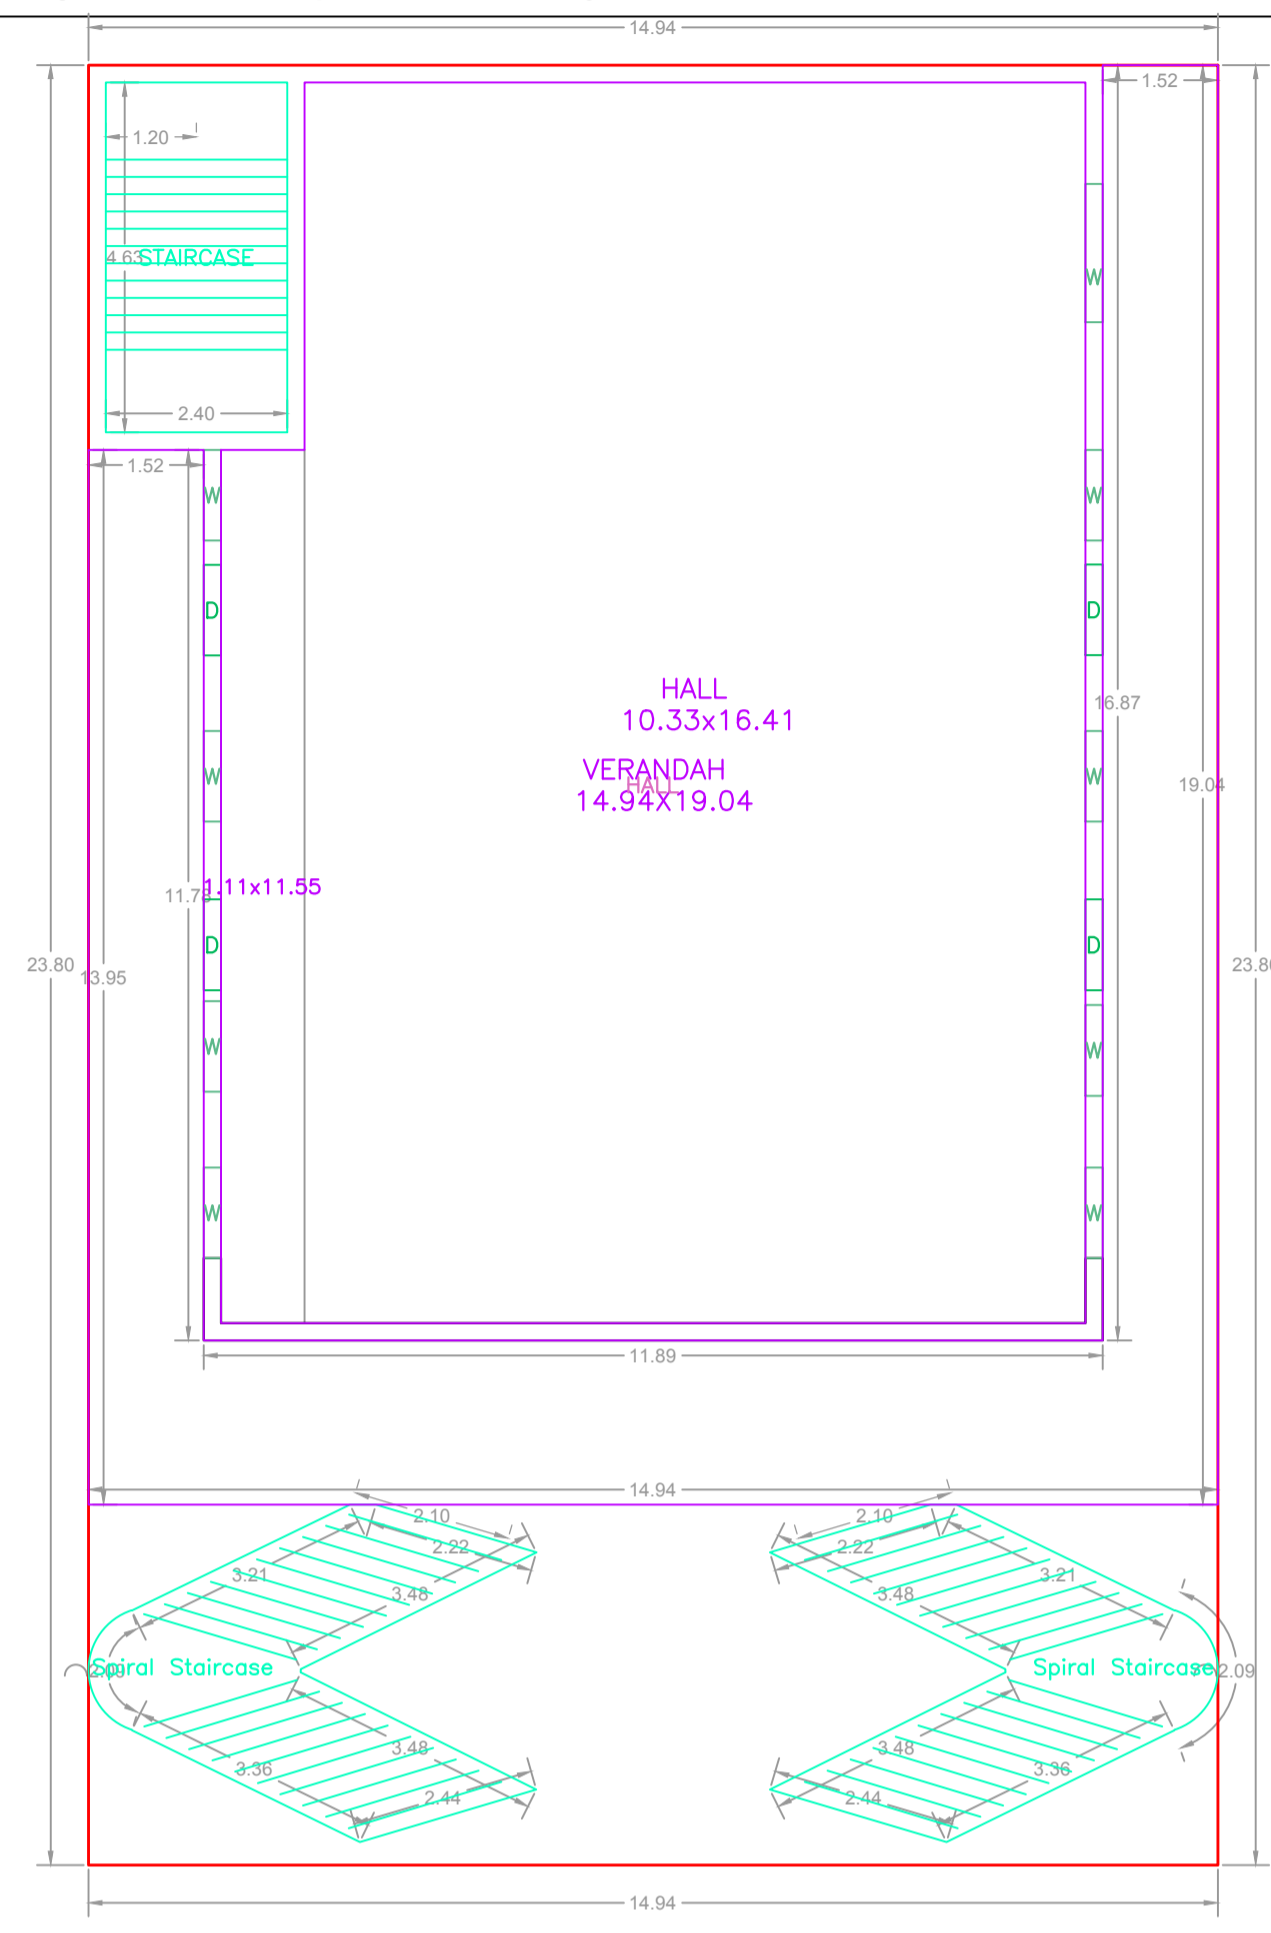 14.94
1.52
1.20
STAIRCASE
4.63
W
2.40
1.52
W
W
D
D
HALL
16.87
10.33x16.41
VERANDAH
W
W
HALL
19.04
14.94X19.04
1.11x11.55
11.78
D
D
23.80
13.95
W
W
W
W
11.89
14.94
2.10
2.10
2.22
2.22
3.21
3.48
3.48
3.21
Spiral Staircase
Spiral Staircase
2.09
2.09
3.48
3.48
3.36
3.36
2.44
2.44
14.94